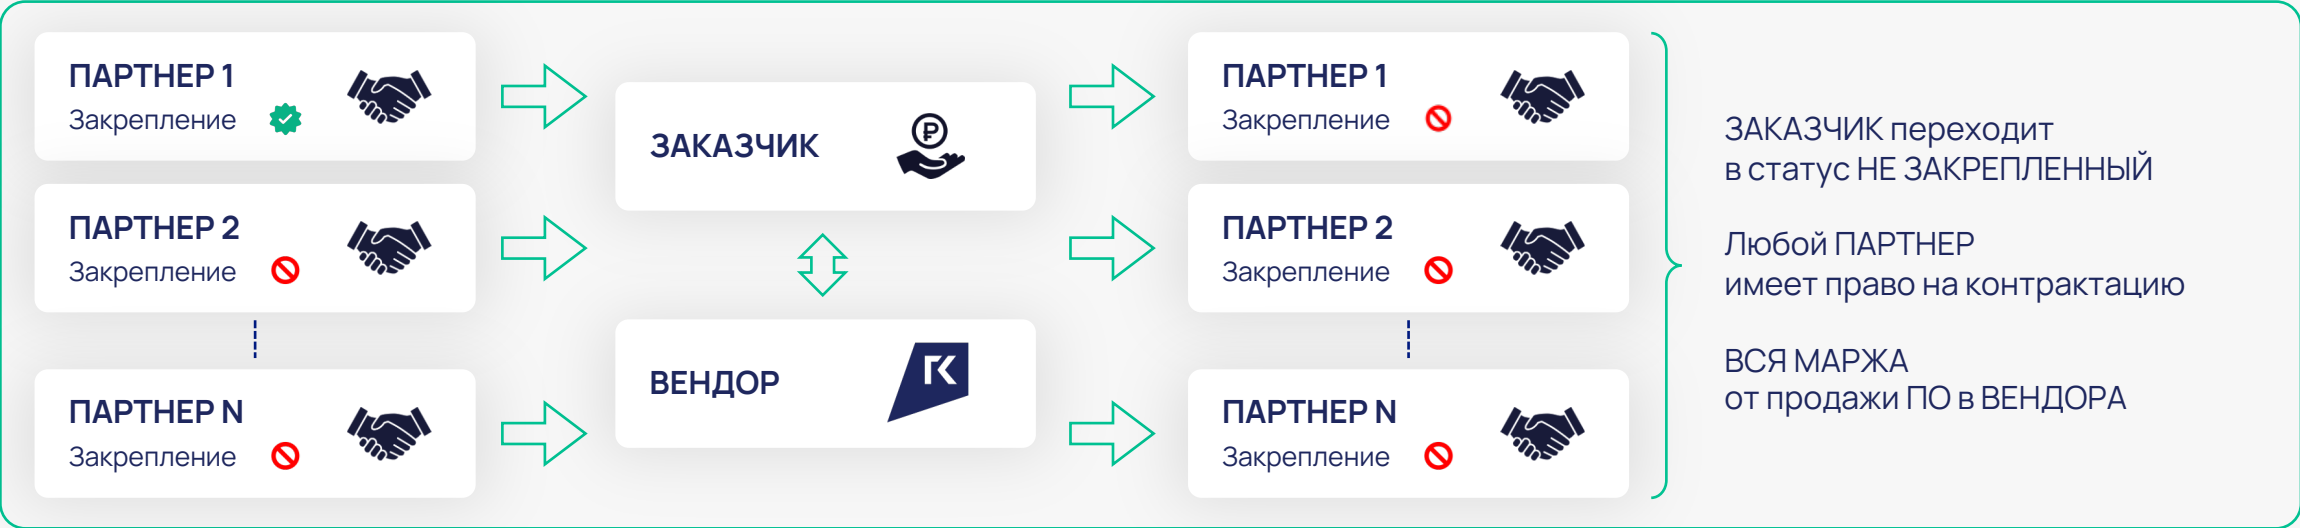 ПАРТНЕР 1
Закрепление
ПАРТНЕР 2
Закрепление
ПАРТНЕР N
Закрепление
ЗАКАЗЧИК
₽
ВЕНДОР
ГК
ПАРТНЕР 1
Закрепление
ПАРТНЕР 2
Закрепление
ПАРТНЕР N
Закрепление
ЗАКАЗЧИК переходит
в статус НЕ ЗАКРЕПЛЕННЫЙ
Любой ПАРТНЕР
имеет право на контрактацию
ВСЯ МАРЖА
от продажи ПО в ВЕНДОРА